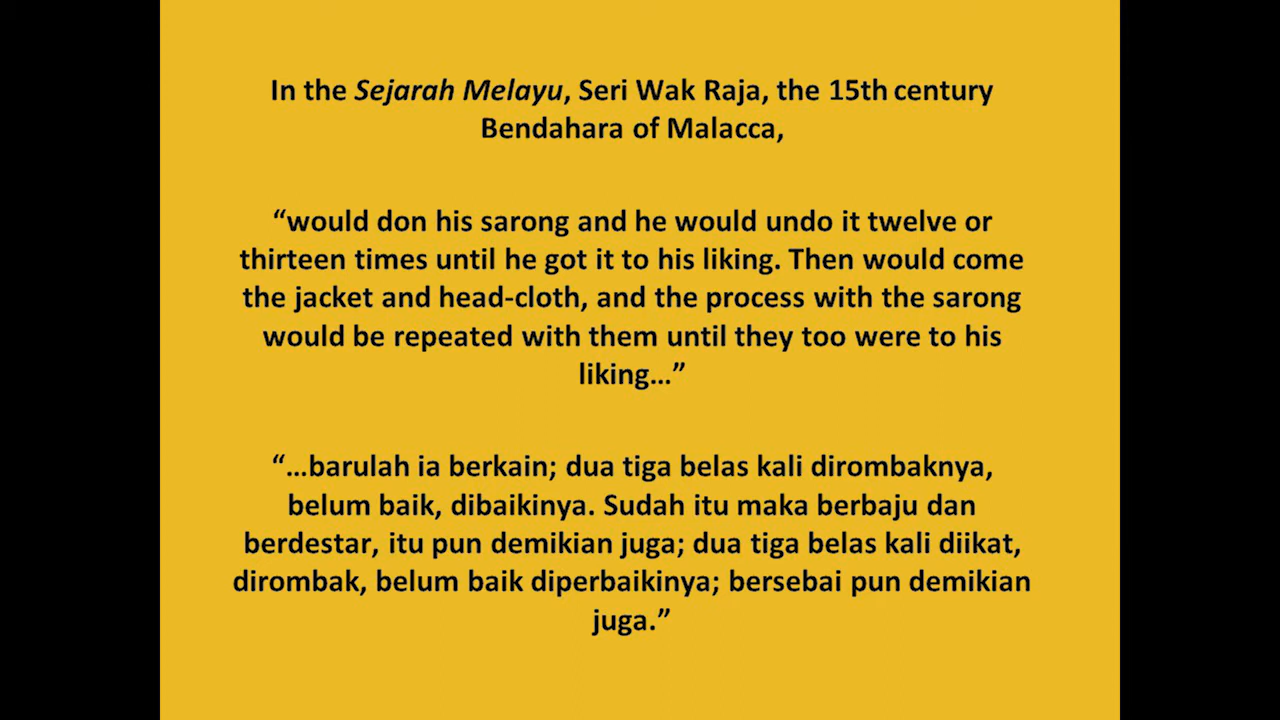 In the Sejarah Melayu, Seri Wak Raja, the 15th century
Bendahara of Malacca,
“would don his sarong and he would undo it twelve or
thirteen times until he got it to his liking. Then would come
the jacket and head-cloth, and the process with the sarong
would be repeated with them until they too were to his
liking…”
“…barulah ia berkain; dua tiga belas kali dirombaknya,
belum baik, dibaikinya. Sudah itu maka berbaju dan
berdestar, itu pun demikian juga; dua tiga belas kali diikat,
dirombak, belum baik diperbaikinya; bersebai pun demikian
juga.”